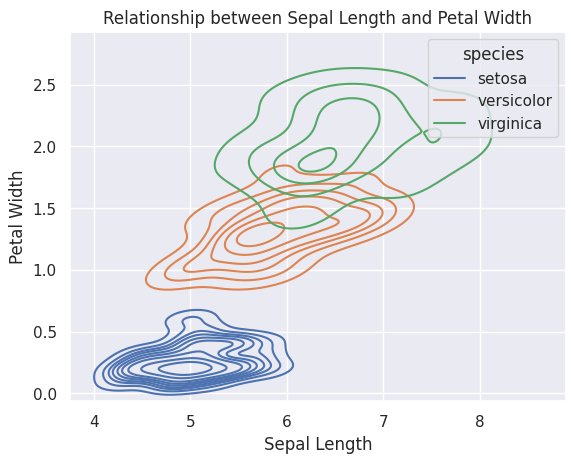 Relationship between Sepal Length and Petal Width
species
setosa
versicolor
virginica
Petal Width
2.5
2.0
1.5
1.0
0.5
0.0
4 5 6 7 8
Sepal Length